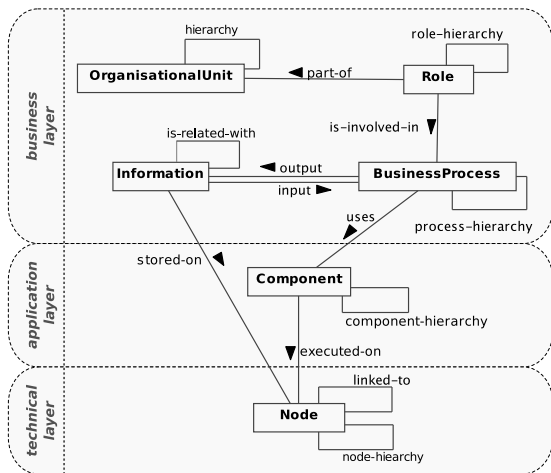 hierarchy
role-hierarchy
OrganisationalUnit
part-of
Role
business
layer
is-involved-in
is-related-with
Information
output
input
BusinessProcess
process-hierarchy
uses
stored-on
application
layer
Component
component-hierarchy
executed-on
technical
layer
linked-to
Node
node-hiearchy